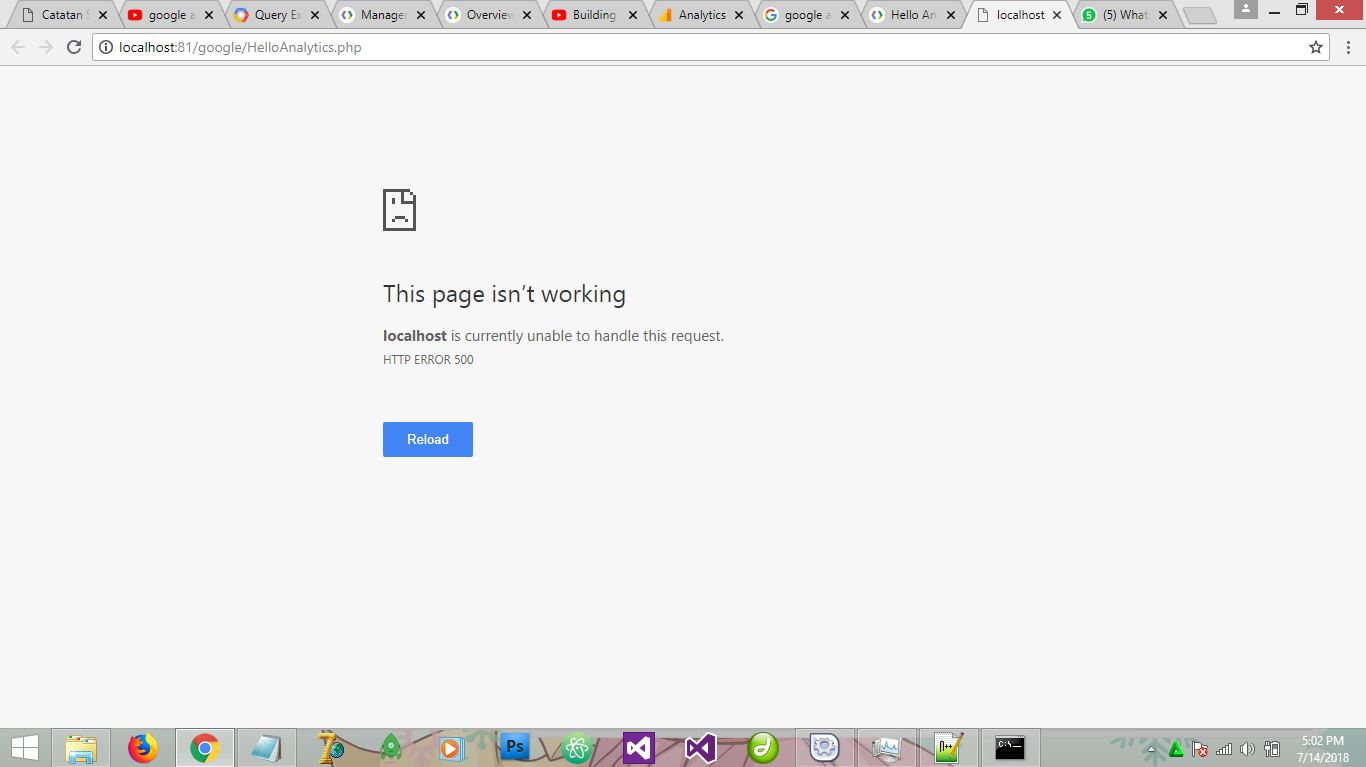 Catatan S
google a
Query Ex
Manager
Overview
Building
Analytics
google a
Hello An
localhost
(5) What
localhost:81/google/HelloAnalytics.php
This page isn’t working
localhost is currently unable to handle this request.
HTTP ERROR 500
Reload
Ps
5:02 PM
7/14/2018